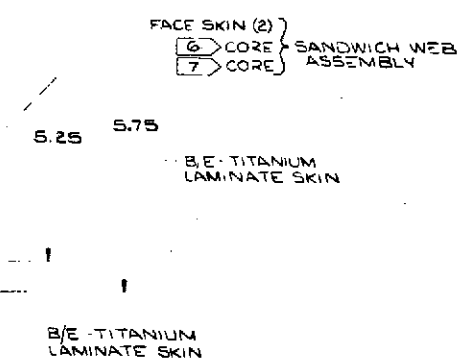 FACE SKIN (2)
6 CORE
7 CORE
SANDWICH WEB
ASSEMBLY
5.25
5.75
B/E-TITANIUM
LAMINATE SKIN
B/E-TITANIUM
LAMINATE SKIN